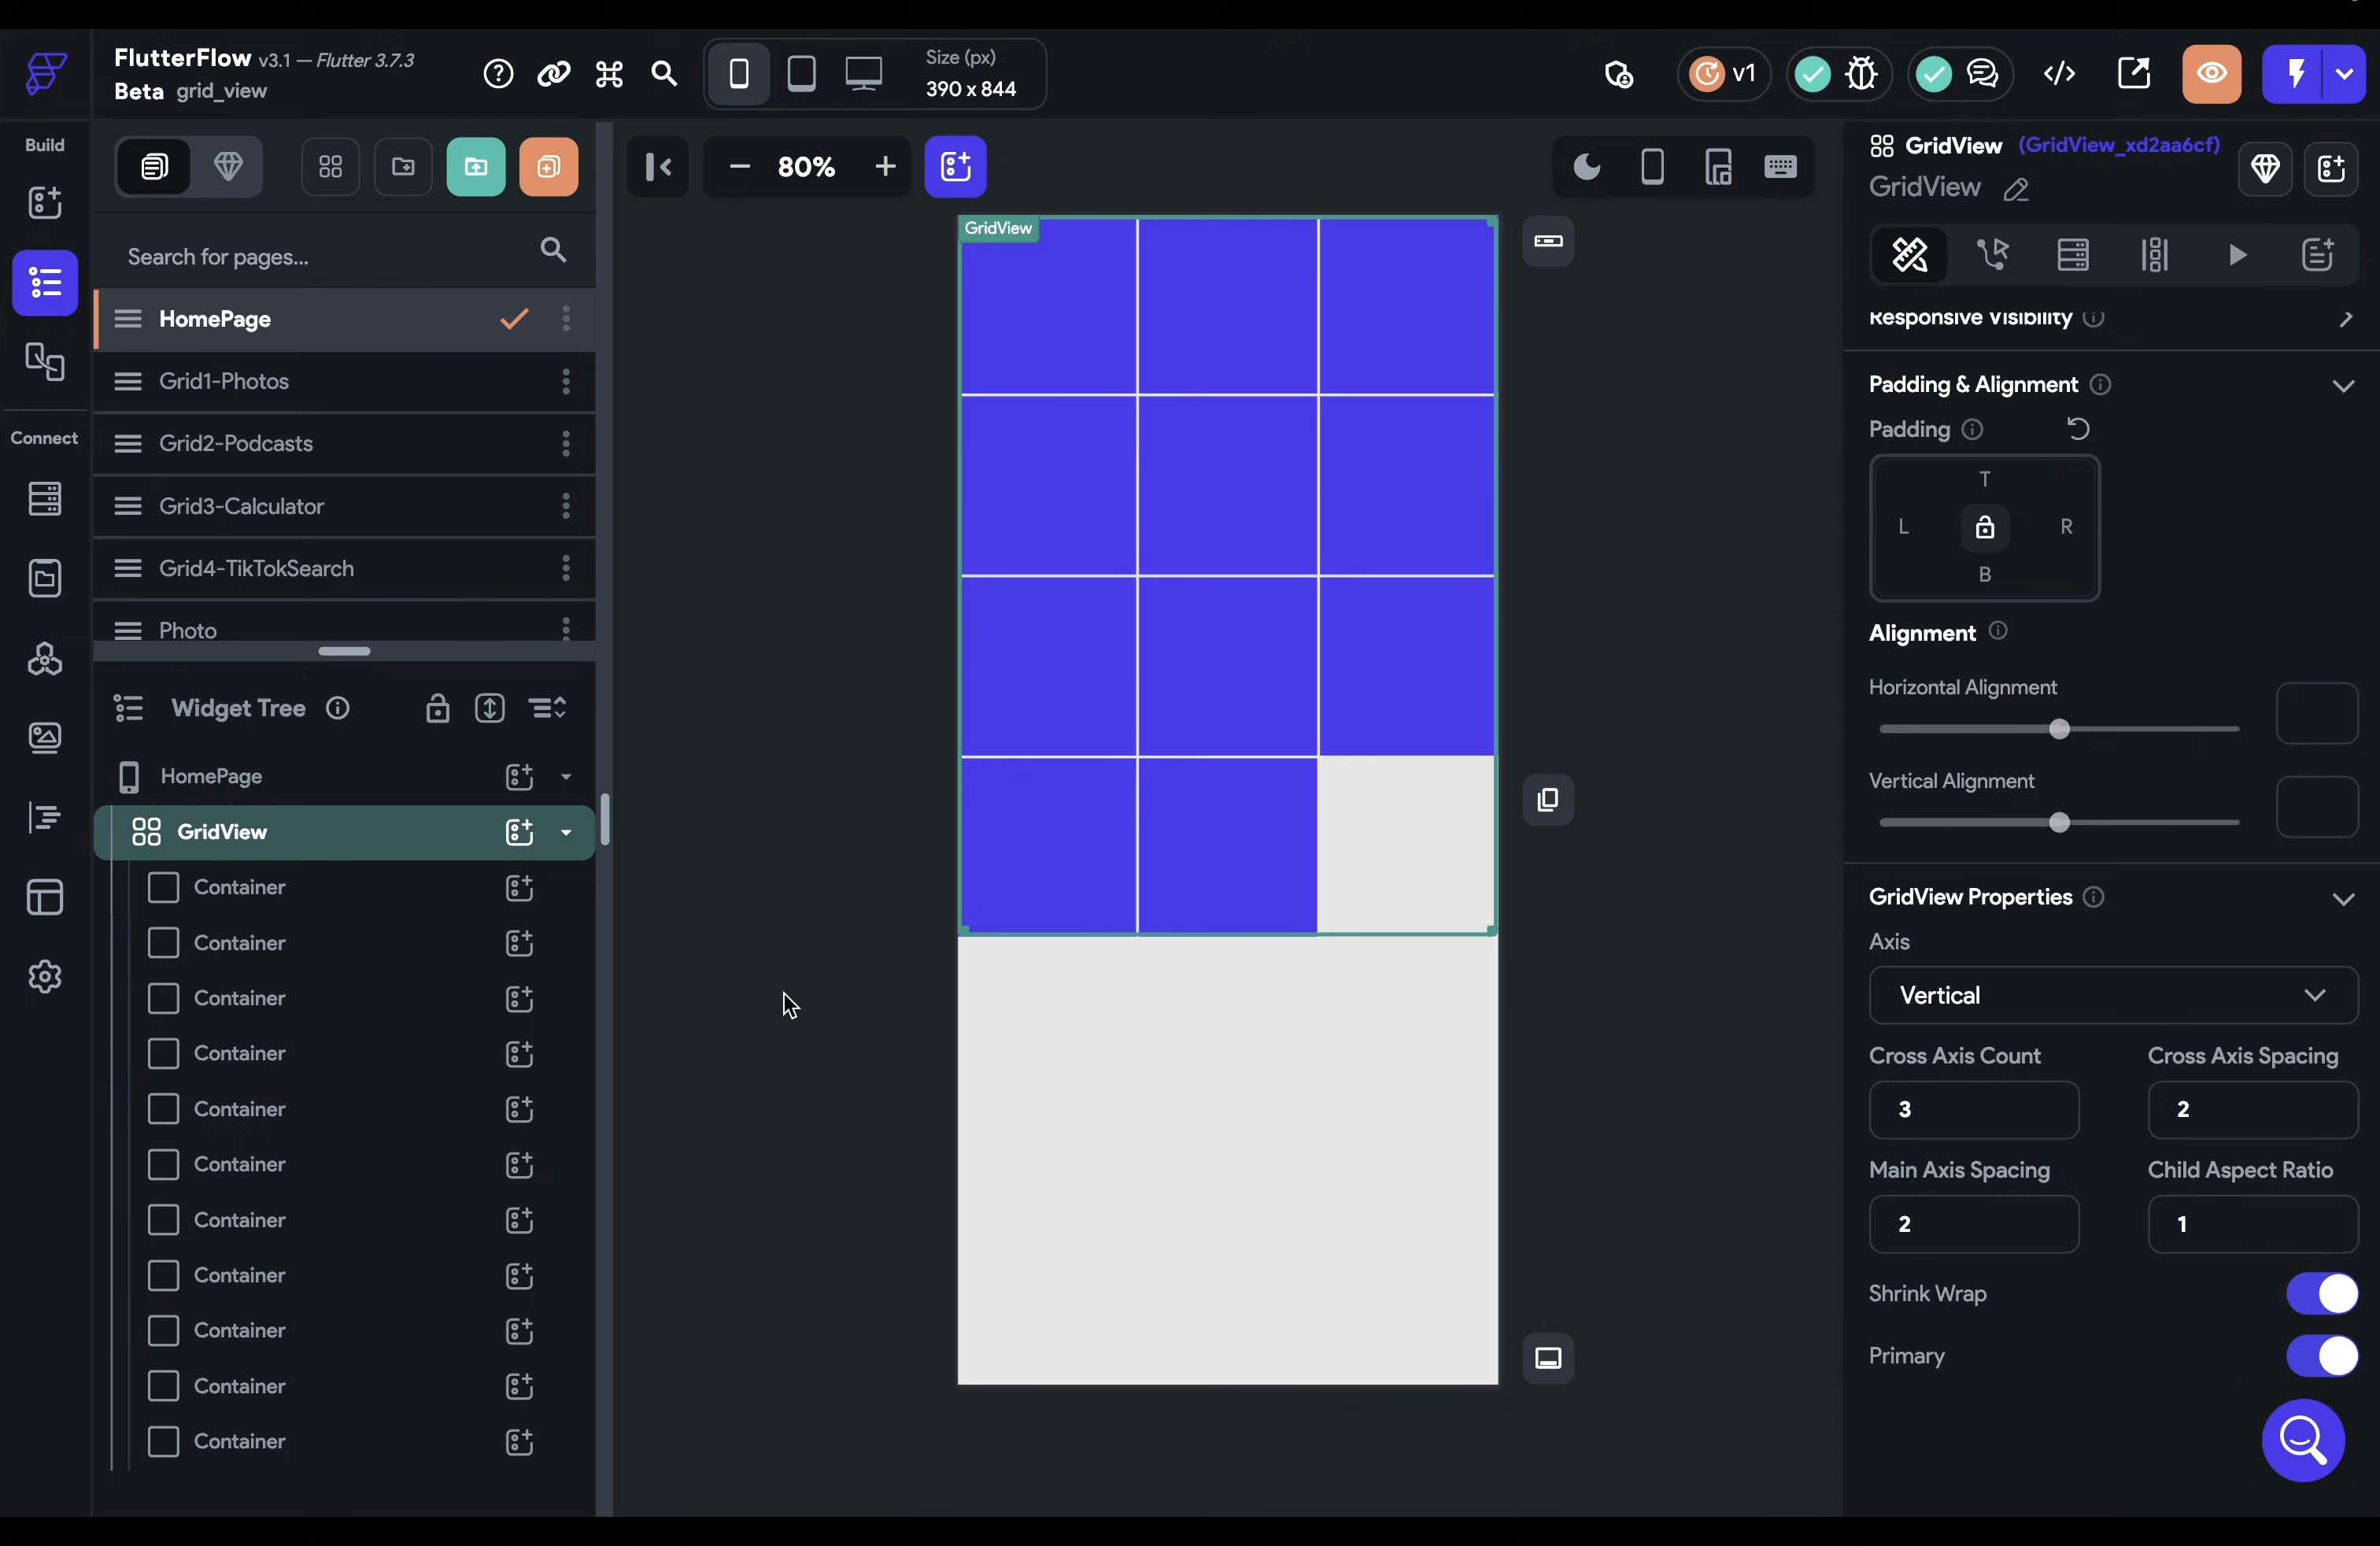 FlutterFlow v3.1 — Flutter 3.7.3
Beta grid_view
Size (px)
390 x 844
v1
Build
Connect
Search for pages...
HomePage
Grid1-Photos
Grid2-Podcasts
Grid3-Calculator
Grid4-TikTokSearch
Photo
Widget Tree
HomePage
GridView
Container
Container
Container
Container
Container
Container
Container
Container
Container
Container
Container
80%
GridView
GridView (GridView_xd2aa6cf)
GridView
Responsive Visibility
Padding & Alignment
Padding
T
L R
B
Alignment
Horizontal Alignment
Vertical Alignment
GridView Properties
Axis
Vertical
Cross Axis Count Cross Axis Spacing
3 2
Main Axis Spacing Child Aspect Ratio
2 1
Shrink Wrap
Primary